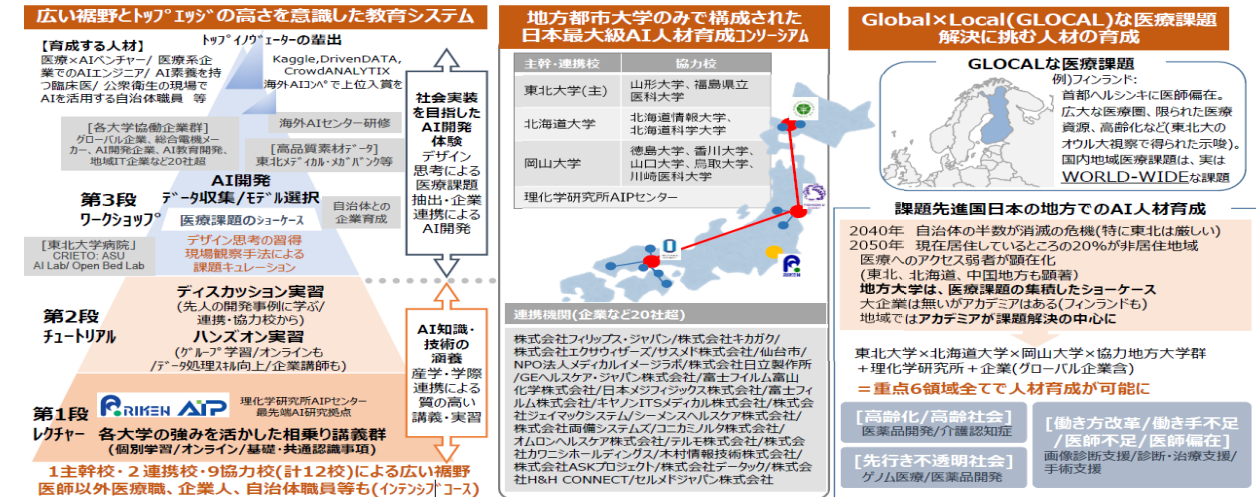 広い裾野とﾄｯﾌﾟｴｯｼﾞの高さを意識した教育システム
【育成する人材】
医療×AIベンチャー/ 医療系企
業でのAIエンジニア/ AI素養を持
つ臨床医/ 公衆衛生の現場で
AIを活用する自治体職員 等
ﾄｯﾌﾟｲﾉｳﾞｪｰﾀｰの輩出
Kaggle,DrivenDATA,
CrowdANALYTIX
海外AIｺﾝﾍﾟで上位入賞を
[各大学協働企業群]
グローバル企業、総合電機メー
カー、AI開発企業、AI教育開発、
地域IT企業など20社超
海外AIセンター研修
[高品質素材ﾃﾞｰﾀ]
東北ﾒﾃﾞｨｶﾙ・ﾒｶﾞﾊﾞﾝｸ等
第3段
ワークショップ
AI開発
ﾃﾞｰﾀ収集/ﾓﾃﾞﾙ選択
医療課題のｼｮｰｹｰｽ
自治体との
企業育成
[東北大学病院」
CRIETO: ASU
AI Lab/ Open Bed Lab
デザイン思考の習得
現場観察手法による
課題キュレーション
第2段
チュートリアル
ディスカッション実習
(先人の開発事例に学ぶ/
連携・協力校から)
ハンズオン実習
(ｸﾞﾙｰﾌﾟ学習/オンラインも
/ﾃﾞｰﾀ処理スキル向上/企業講師も)
第1段
レクチャー
RIKEN AIP
理化学研究所AIPセンター
最先端AI研究拠点
各大学の強みを活かした相乗り講義群
(個別学習/オンライン/基礎・共通認識事項)
1主幹校・2連携校・9協力校(計12校)による広い裾野
医師以外医療職、企業人、自治体職員等も(ｲﾝﾃﾝｼﾌﾞｺｰｽ)
社会実装
を目指した
AI開発
体験
デザイン
思考による
医療課題
抽出・企業
連携による
AI開発
AI知識・
技術の
涵養
産学・学際
連携による
質の高い
講義・実習
地方都市大学のみで構成された
日本最大級AI人材育成ｺﾝｿｰｼｱﾑ
主幹・連携校
協力校
東北大学(主)
山形大学、福島県立
医科大学
北海道大学
北海道情報大学、
北海道科学大学
岡山大学
徳島大学、香川大学、
山口大学、鳥取大学、
川崎医科大学
理化学研究所AIPセンター
連携機関(企業など20社超)
株式会社フィリップス・ジャパン/株式会社キカガク/
株式会社エクサウィザーズ/サスメド株式会社/仙台市/
NPO法人メディカルイメージラボ/株式会社日立製作所
/GEヘルスケア・ジャパン株式会社/富士フイルム富山
化学株式会社/日本メジフィジックス株式会社/富士フィ
ルム株式会社/キヤノンITSメディカル株式会社/株式会
社ジェイマックシステム/シーメンスヘルスケア株式会社/
株式会社両備システムズ/コニカミノルタ株式会社/
オムロンヘルスケア株式会社/テルモ株式会社/株式会
社カワニシホールディングス/木村情報技術株式会社/
株式会社ASKプロジェクト/株式会社データック/株式会
社H&H CONNECT/セルメドジャパン株式会社
Global×Local(GLOCAL)な医療課題
解決に挑む人材の育成
GLOCALな医療課題
例)フィンランド:
首都ヘルシンキに医師偏在。
広大な医療圏、限られた医療
資源、高齢化など(東北大の
オウル大視察で得られた示唆)。
国内地域医療課題は、実は
WORLD-WIDEな課題
課題先進国日本の地方でのAI人材育成
2040年 自治体の半数が消滅の危機(特に東北は厳しい)
2050年 現在居住しているところの20%が非居住地域
医療へのアクセス弱者が顕在化
(東北、北海道、中国地方も顕著)
地方大学は、医療課題の集積したショーケース
大企業は無いがアカデミアはある(フィンランドも)
地域ではアカデミアが課題解決の中心に
東北大学×北海道大学×岡山大学×協力地方大学群
+理化学研究所+企業(グローバル企業含)
=重点6領域全てで人材育成が可能に
[高齢化/高齢社会]
医薬品開発/介護認知症
[先行き不透明社会]
ゲノム医療/医薬品開発
[働き方改革/働き手不足
/医師不足/医師偏在]
画像診断支援/診断・治療支援/
手術支援